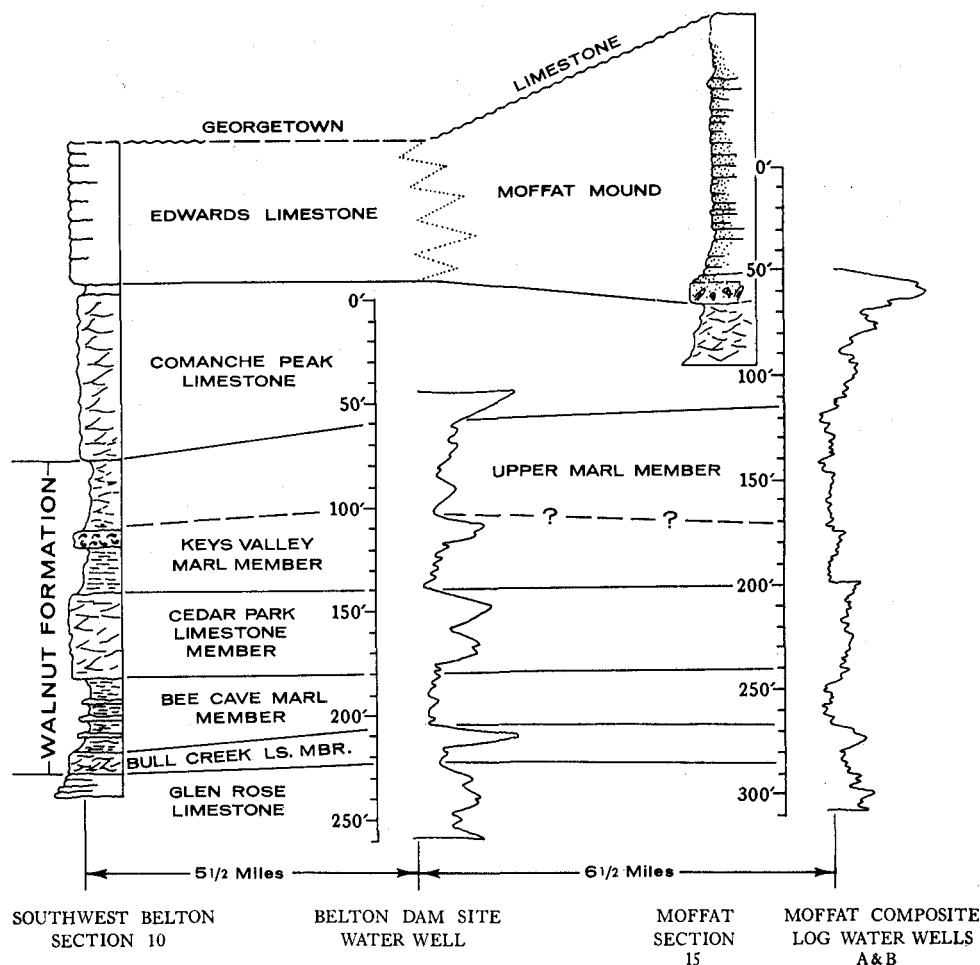 LIMESTONE
GEORGETOWN
EDWARDS LIMESTONE
MOFFAT MOUND
0'
50'
100'
150'
200'
250'
300'
0'
50'
100'
150'
200'
250'
COMANCHE PEAK
LIMESTONE
UPPER MARL MEMBER
? ?
WALNUT FORMATION
KEYS VALLEY
MARL MEMBER
CEDAR PARK
LIMESTONE
MEMBER
BEE CAVE MARL
MEMBER
BULL CREEK LS. MBR.
GLEN ROSE
LIMESTONE
5 1/2 Miles
6 1/2 Miles
SOUTHWEST BELTON
SECTION 10
BELTON DAM SITE
WATER WELL
MOFFAT
SECTION
15
MOFFAT COMPOSITE
LOG WATER WELLS
A & B